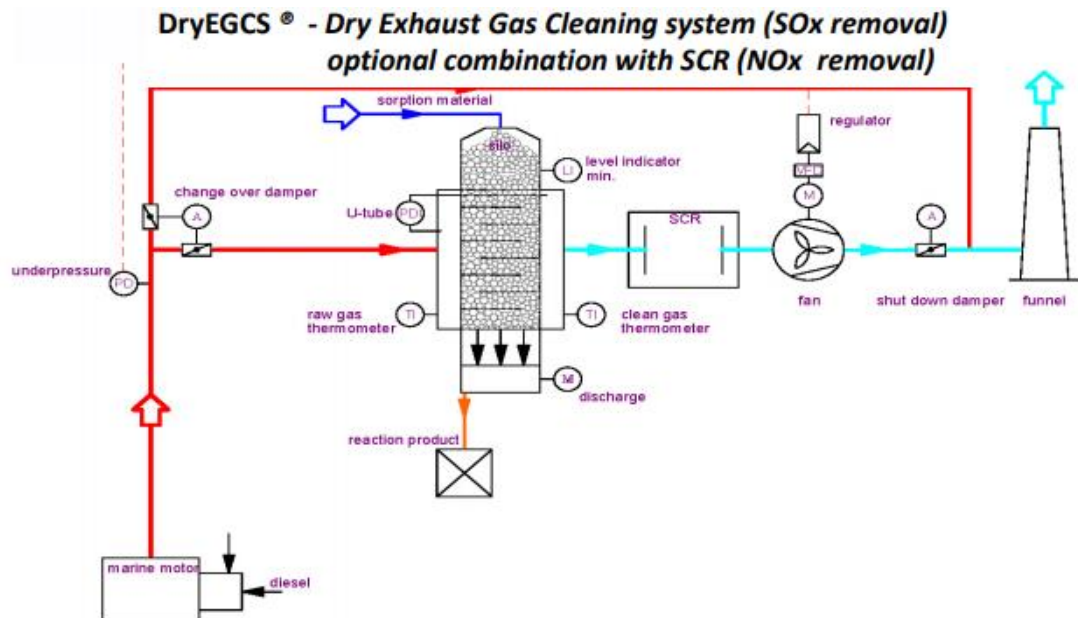 DryEGCS ® - Dry Exhaust Gas Cleaning system (SOx removal)
optional combination with SCR (NOx removal)
sorption material
regulator
silo
LI
level indicator
min.
VFD
change over damper
A
U-tube
PDI
SCR
M
A
underpressure
PD
raw gas
thermometer
TI
TI
clean gas
thermometer
fan
shut down damper
funnel
M
discharge
reaction product
marine motor
diesel